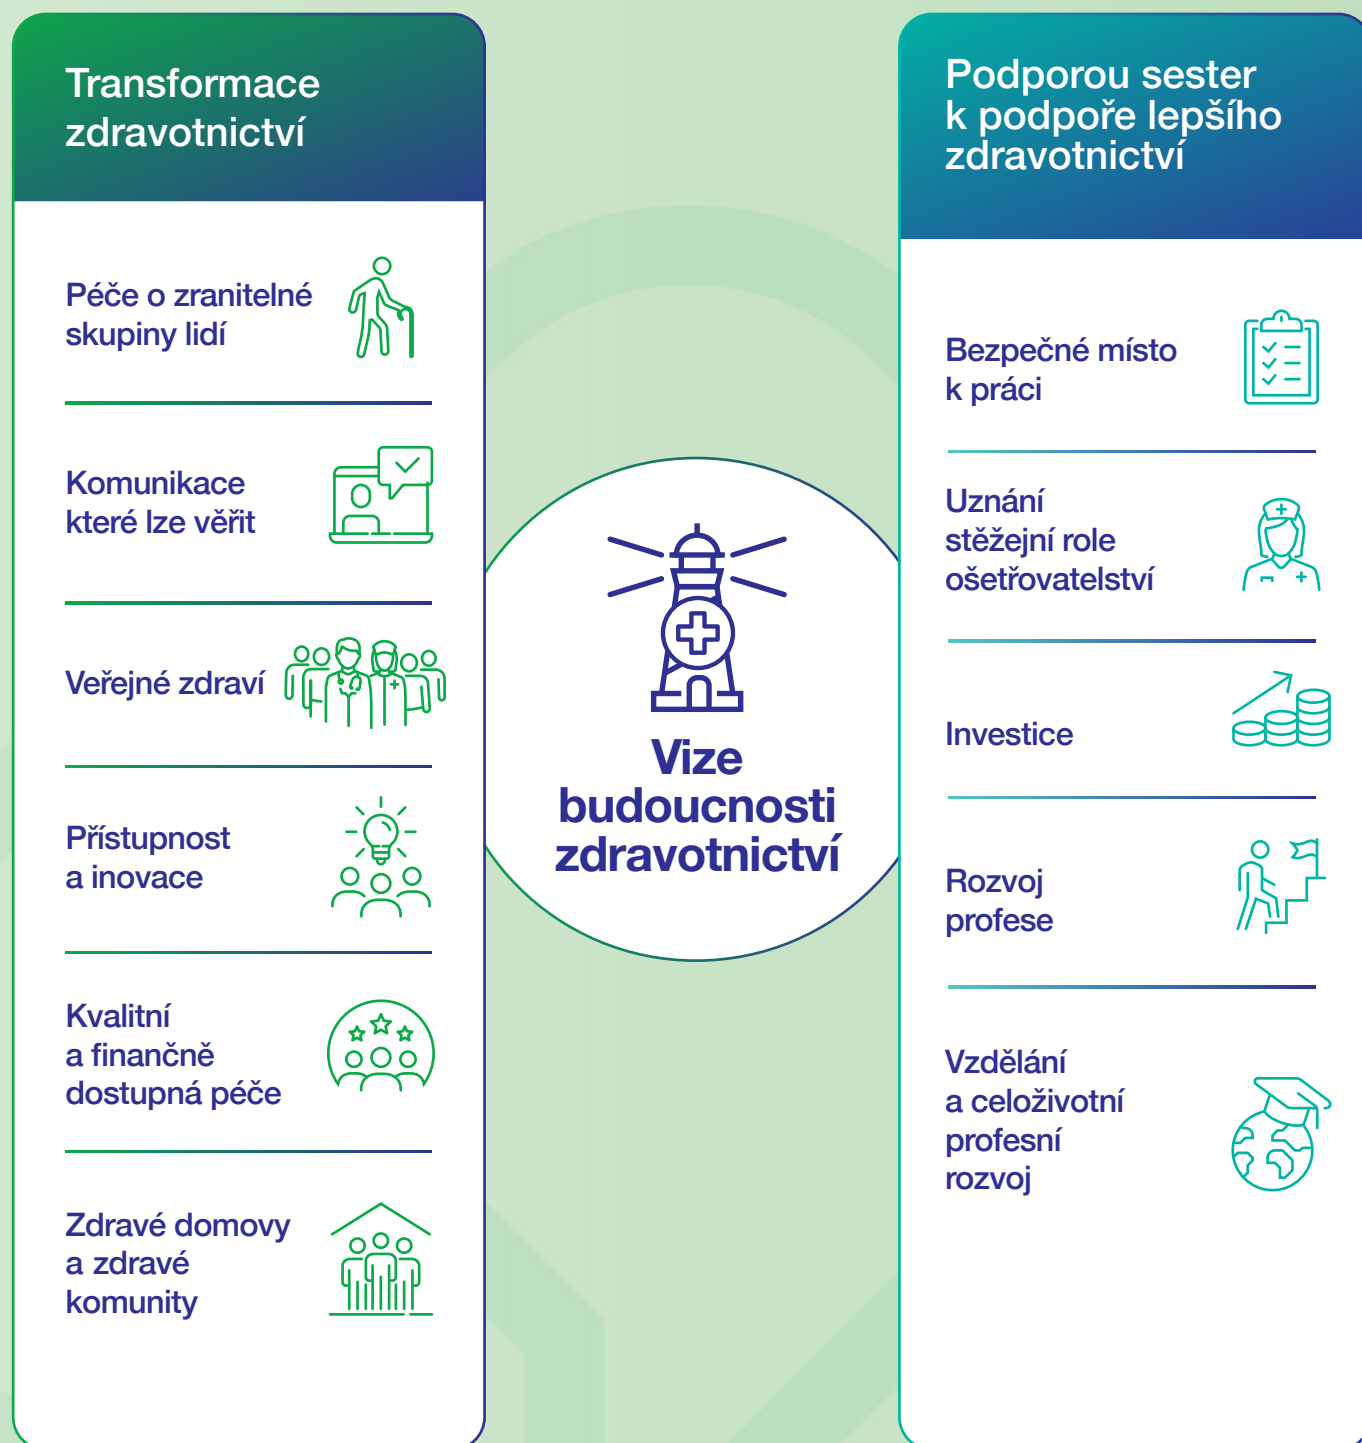 Transformace
zdravotnictví
Péče o zranitelné
skupiny lidí
Komunikace
které lze věřit
Veřejné zdraví
Přístupnost
a inovace
Kvalitní
a finančně
dostupná péče
Zdravé domovy
a zdravé
komunity
Vize
budoucnosti
zdravotnictví
Podporou sester
k podpoře lepšího
zdravotnictví
Bezpečné místo
k práci
Uznání
stěžejní role
ošetřovatelství
Investice
Rozvoj
profese
Vzdělání
a celoživotní
profesní
rozvoj